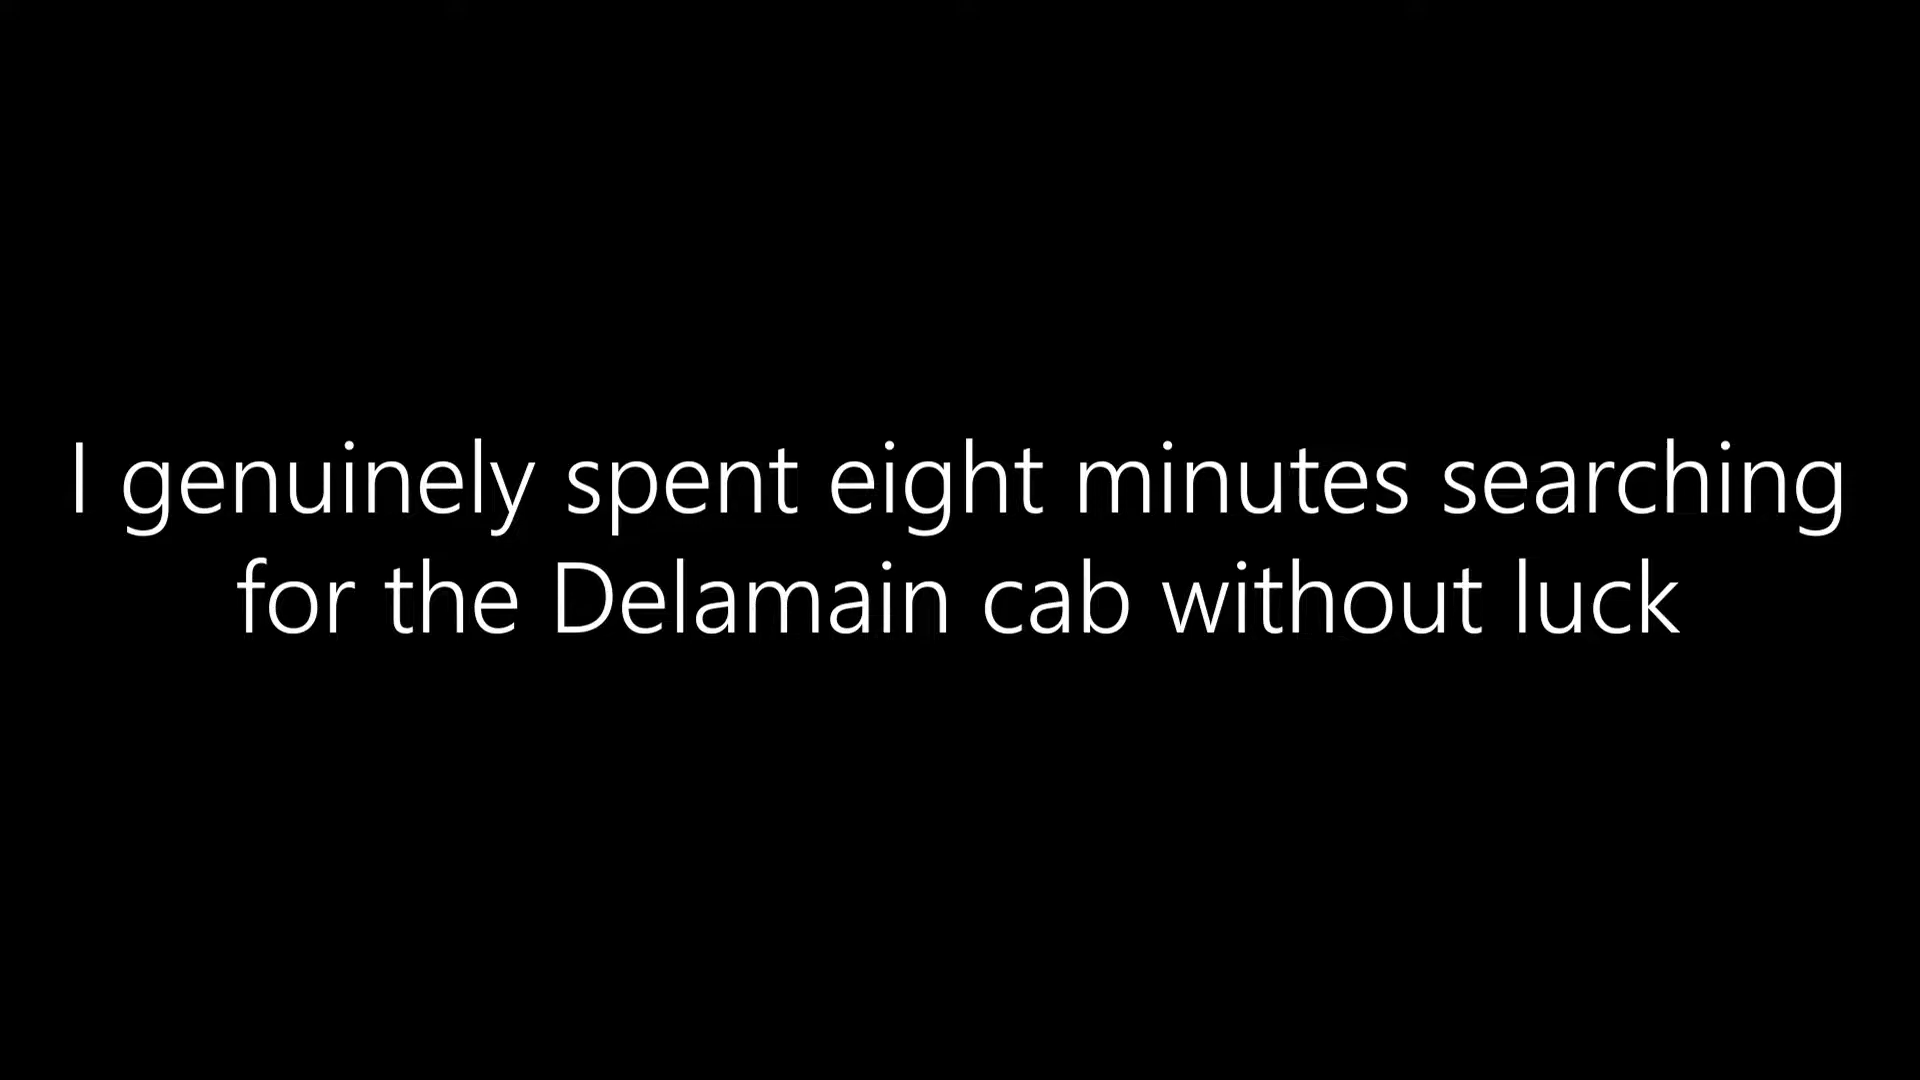 I genuinely spent eight minutes searching
for the Delamain cab without luck